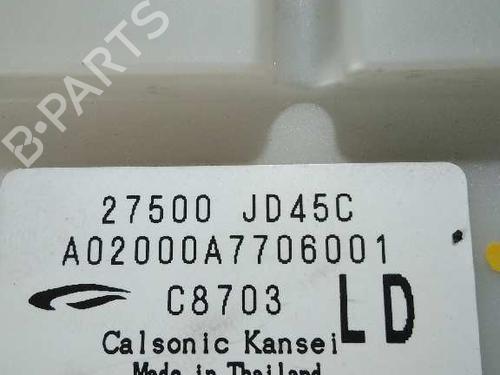 B-PARTS
27500 JD45C
A02000A7706001
C8703
LD
Calsonic Kansei
Made in Thailand